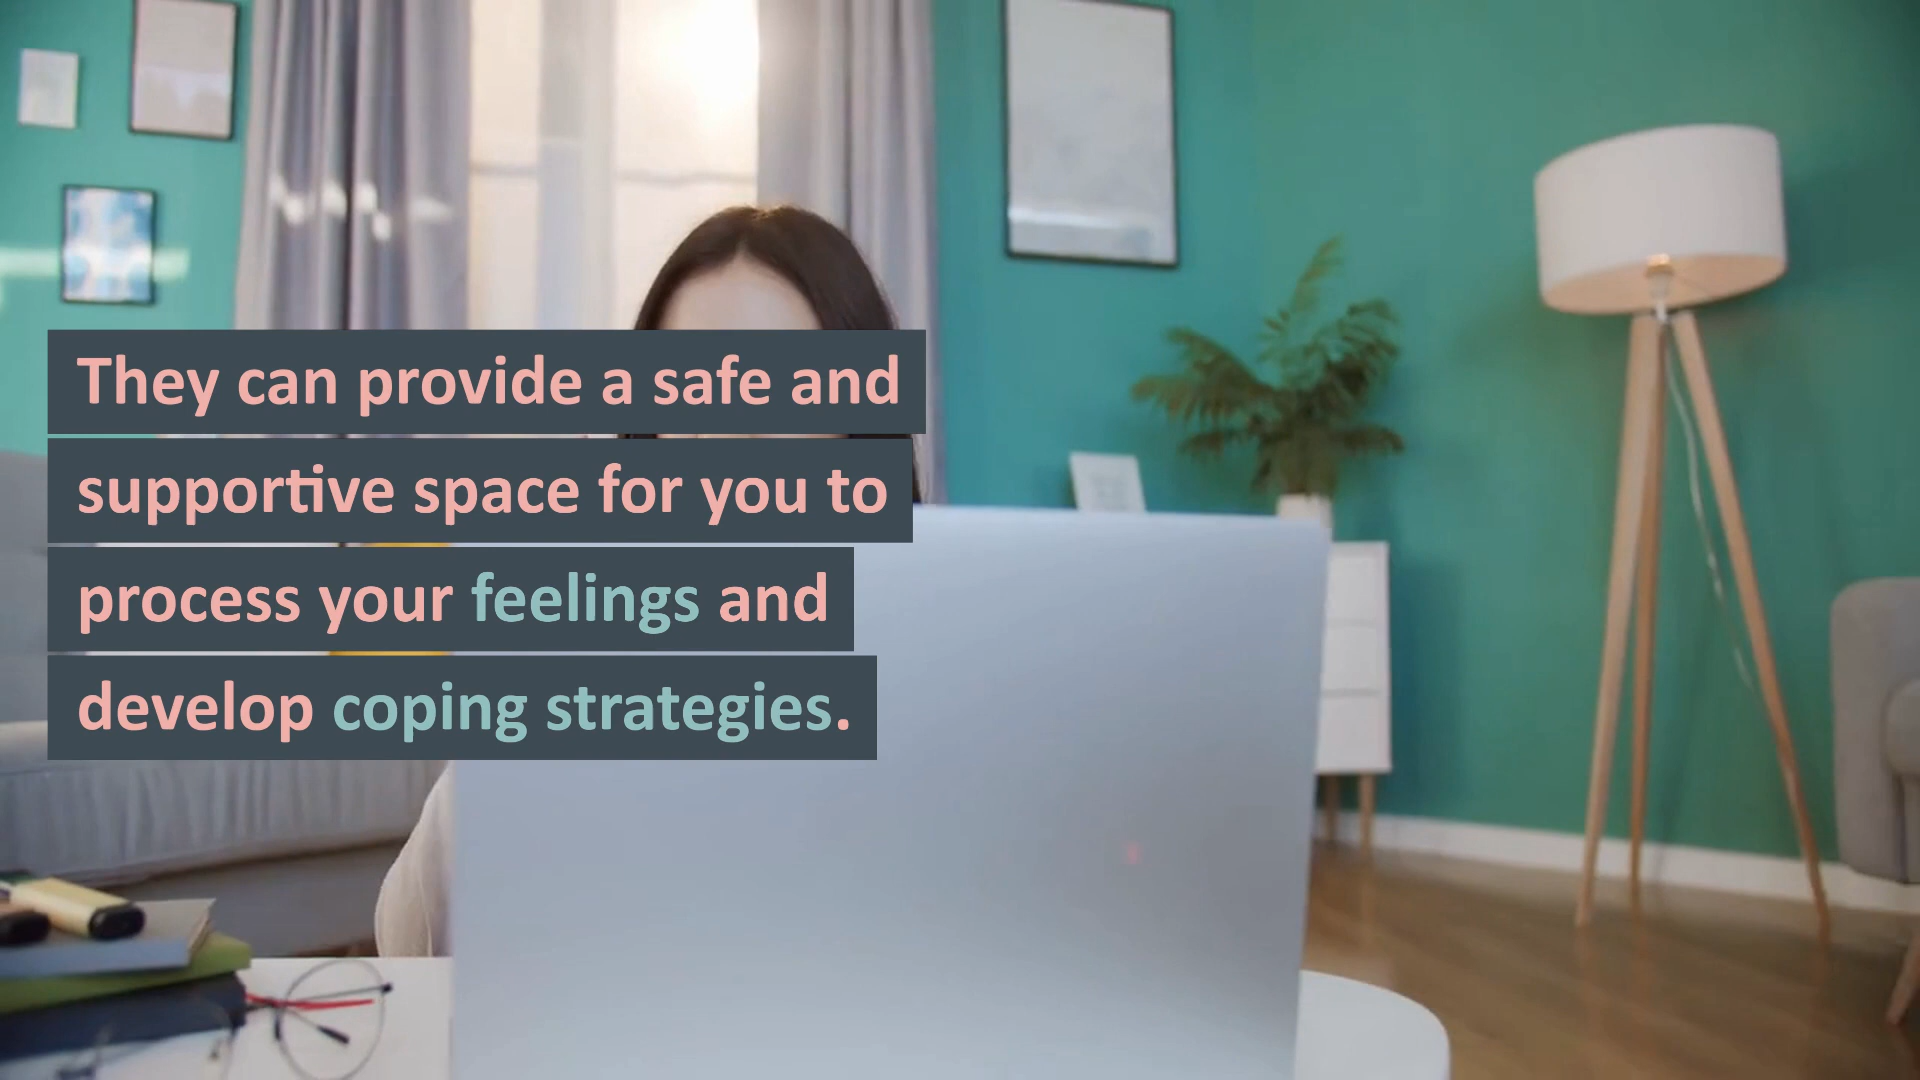 They can provide a safe and
supportive space for you to
process your feelings and
develop coping strategies.